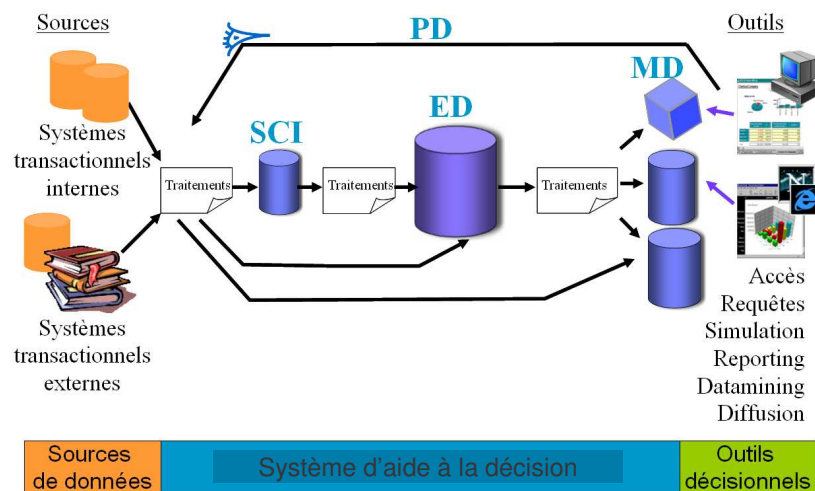 Sources
PD
Outils
MD
ED
SCI
Systèmes
transactionnels
internes
Traitements
Traitements
Traitements
Systèmes
transactionnels
externes
Accès
Requêtes
Simulation
Reporting
Datamining
Diffusion
Sources
de données
Système d'aide à la décision
Outils
décisionnels